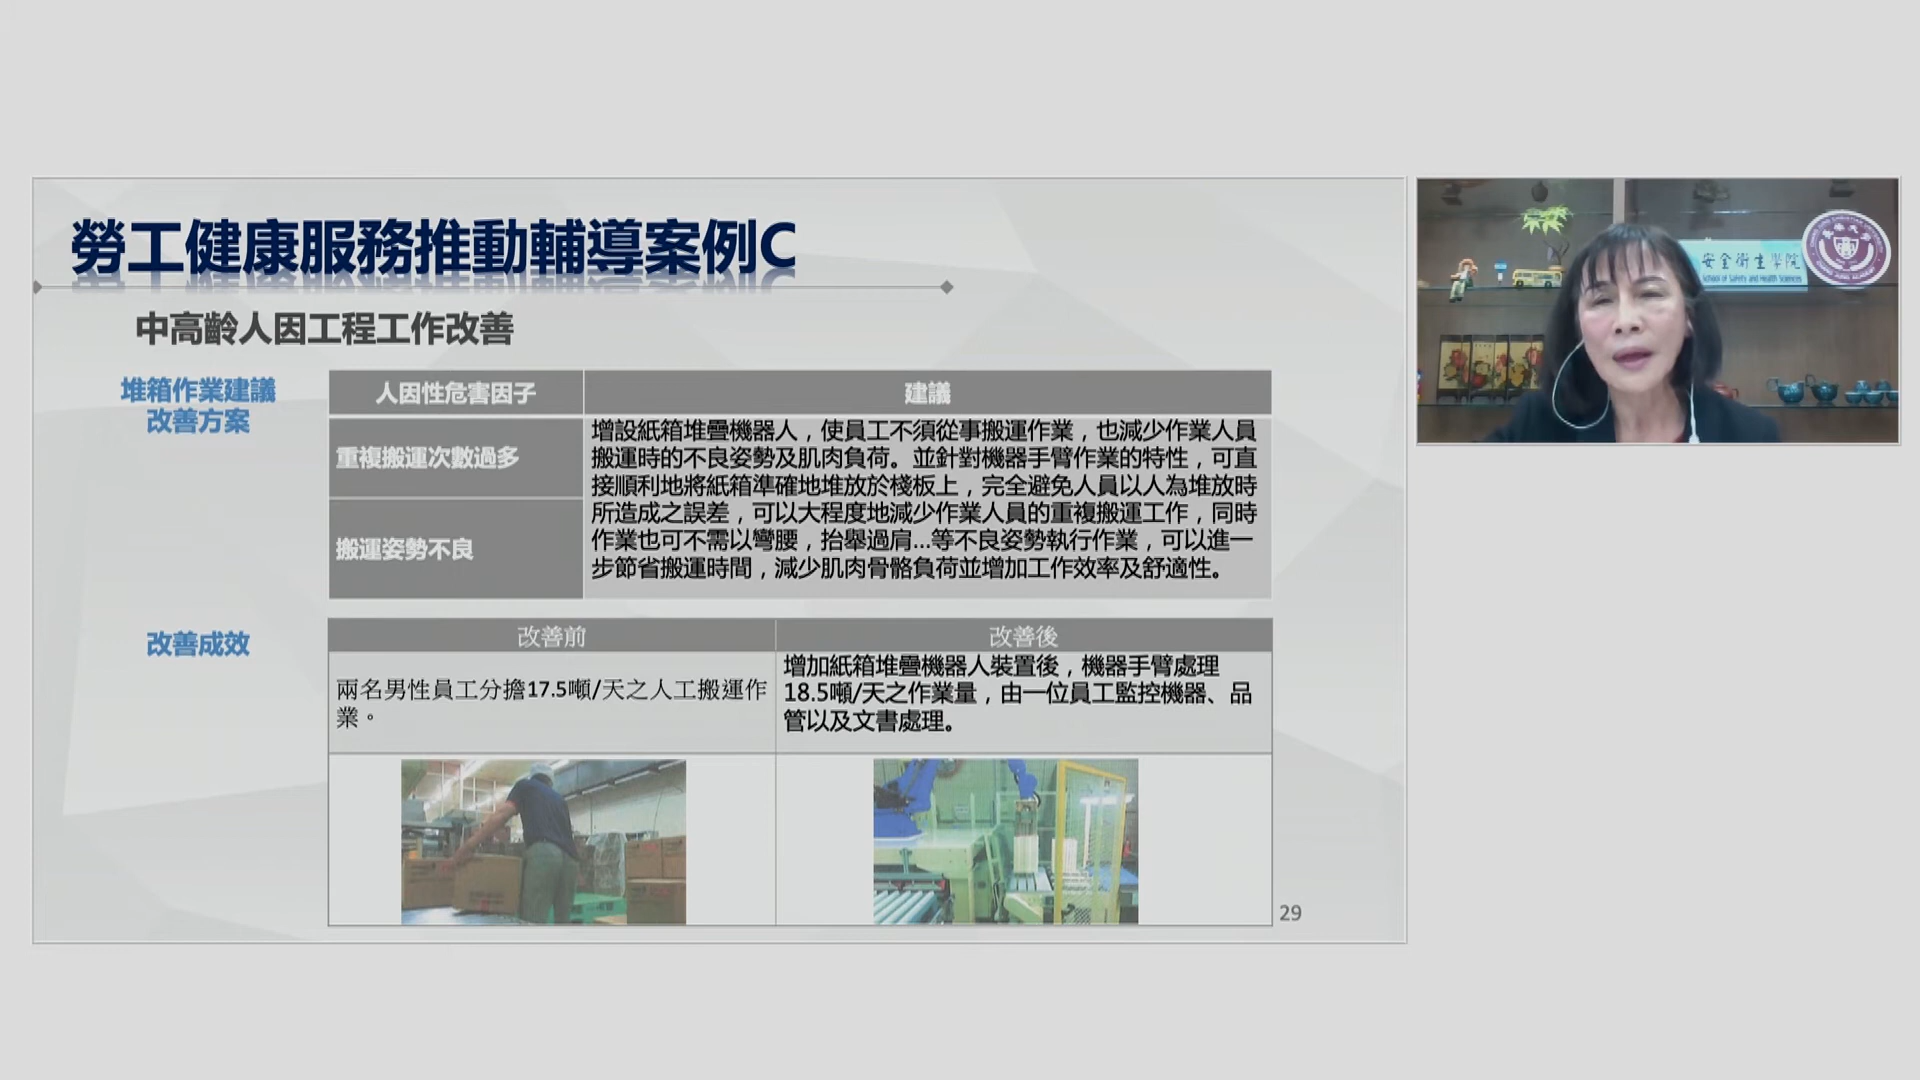 勞工健康服務推動輔導案例C
中高齡人因工程工作改善
堆箱作業建議
改善方案
人因性危害因子
建議
重複搬運次數過多
搬運姿勢不良
增設紙箱堆疊機器人，使員工不須從事搬運作業，也減少作業人員
搬運時的不良姿勢及肌肉負荷。並針對機器手臂作業的特性，可直
接順利地將紙箱準確地堆放於棧板上，完全避免人員以人為堆放時
所造成之誤差，可以大程度地減少作業人員的重複搬運工作，同時
作業也可不需以彎腰，抬舉過肩...等不良姿勢執行作業，可以進一
步節省搬運時間，減少肌肉骨骼負荷並增加工作效率及舒適性。
改善成效
改善前
改善後
兩名男性員工分擔17.5噸/天之人工搬運作
業。
增加紙箱堆疊機器人裝置後，機器手臂處理
18.5噸/天之作業量，由一位員工監控機器、品
管以及文書處理。
29
安全衛生學院
School of Safety and Health Sciences